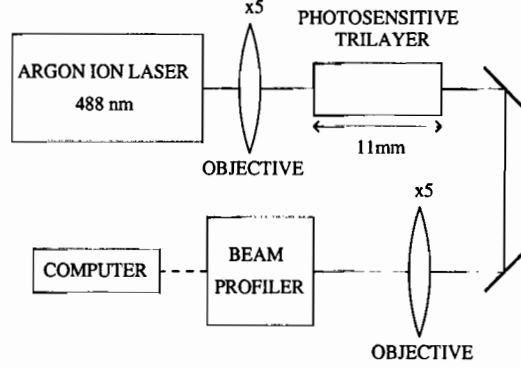 x5
PHOTOSENSITIVE
TRILAYER
ARGON ION LASER
488 nm
OBJECTIVE
11mm
x5
COMPUTER
BEAM
PROFILER
OBJECTIVE